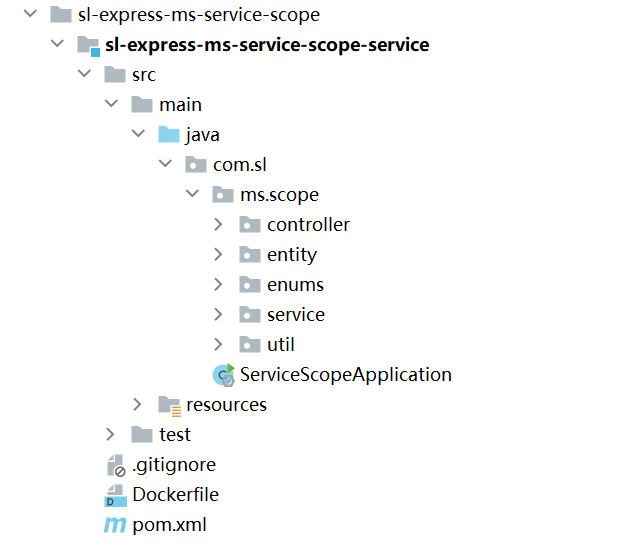 sl-express-ms-service-scope
sl-express-ms-service-scope-service
src
main
java
com.sl
ms.scope
controller
entity
enums
service
util
ServiceScopeApplication
resources
test
.gitignore
Dockerfile
pom.xml